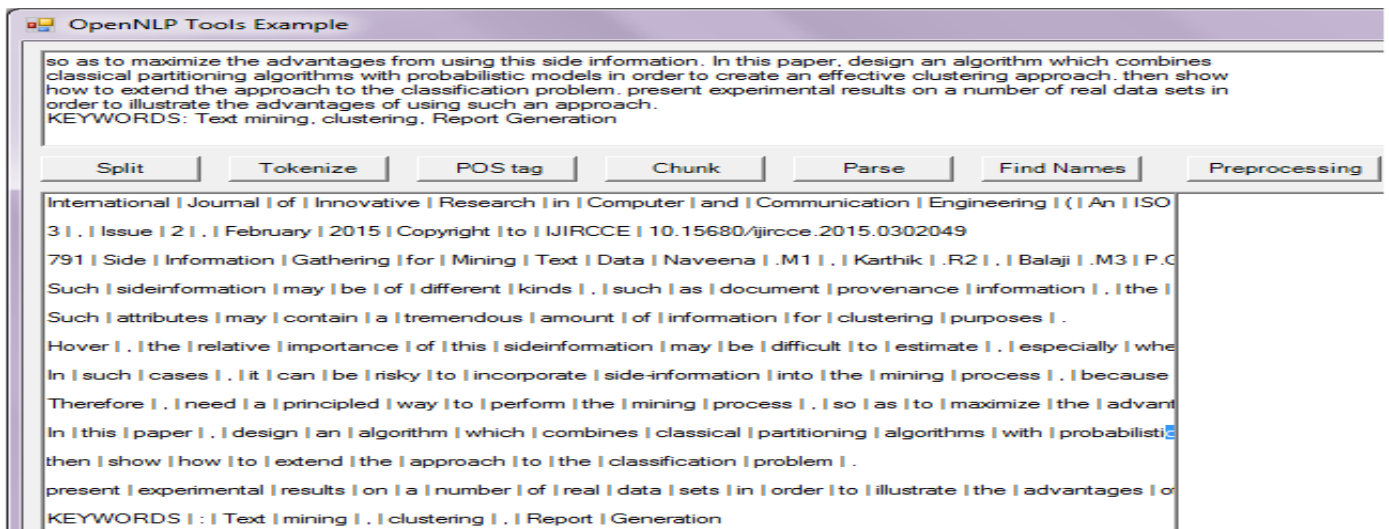 OpenNLP Tools Example
so as to maximize the advantages from using this side information. In this paper, design an algorithm which combines
classical partitioning algorithms with probabilistic models in order to create an effective clustering approach. then show
how to extend the approach to the classification problem. present experimental results on a number of real data sets in
order to illustrate the advantages of using such an approach.
KEYWORDS: Text mining, clustering, Report Generation
Split Tokenize POS tag Chunk Parse Find Names Preprocessing
International | Journal | of | Innovative | Research | in | Computer | and | Communication | Engineering | ( | An | ISO
3 | , | Issue | 2 | , | February | 2015 | Copyright | to | IJIRCCE | 10.15680/ijircce.2015.0302049
791 | Side | Information | Gathering | for | Mining | Text | Data | Naveena | .M1 | , | Karthik | .R2 | , | Balaji | .M3 | P.C
Such | sideinformation | may | be | of | different | kinds | , | such | as | document | provenance | information | , | the |
Such | attributes | may | contain | a | tremendous | amount | of | information | for | clustering | purposes | .
Hover | , | the | relative | importance | of | this | sideinformation | may | be | difficult | to | estimate | , | especially | whe
In | such | cases | , | it | can | be | risky | to | incorporate | side-information | into | the | mining | process | , | because
Therefore | , | need | a | principled | way | to | perform | the | mining | process | , | so | as | to | maximize | the | advant
In | this | paper | , | design | an | algorithm | which | combines | classical | partitioning | algorithms | with | probabilistic
then | show | how | to | extend | the | approach | to | the | classification | problem | .
present | experimental | results | on | a | number | of | real | data | sets | in | order | to | illustrate | the | advantages | o
KEYWORDS | : | Text | mining | , | clustering | , | Report | Generation